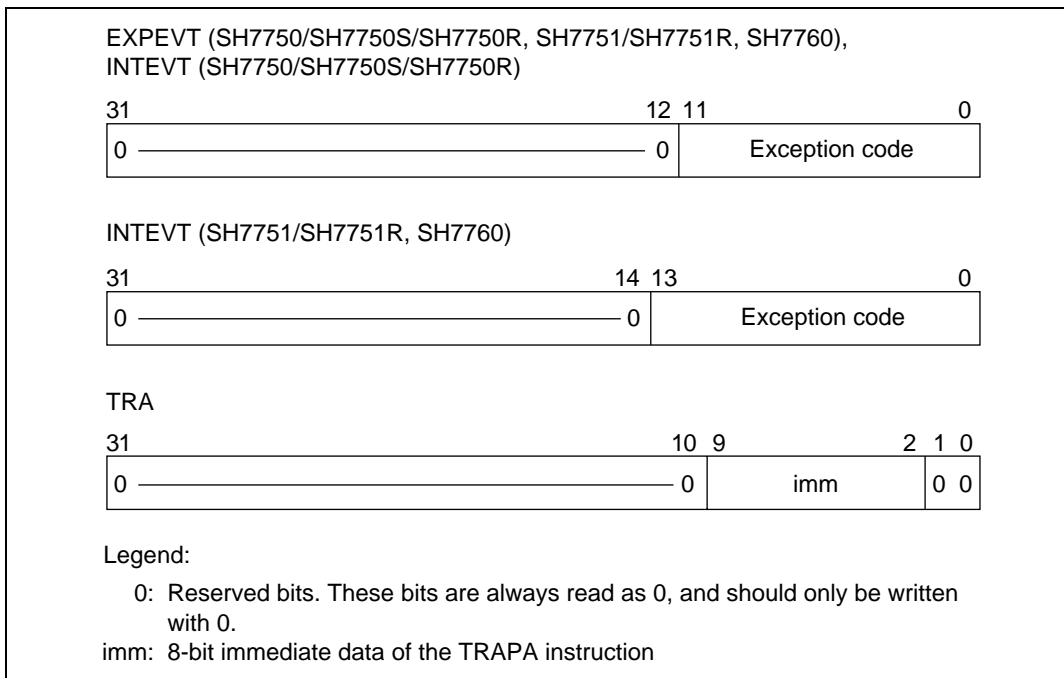 EXPEVT (SH7750/SH7750S/SH7750R, SH7751/SH7751R, SH7760),
INTEVT (SH7750/SH7750S/SH7750R)
31 12 11 0
0 0 Exception code
INTEVT (SH7751/SH7751R, SH7760)
31 14 13 0
0 0 Exception code
TRA
31 10 9 2 1 0
0 0 imm 0 0
Legend:
0: Reserved bits. These bits are always read as 0, and should only be written
with 0.
imm: 8-bit immediate data of the TRAPA instruction